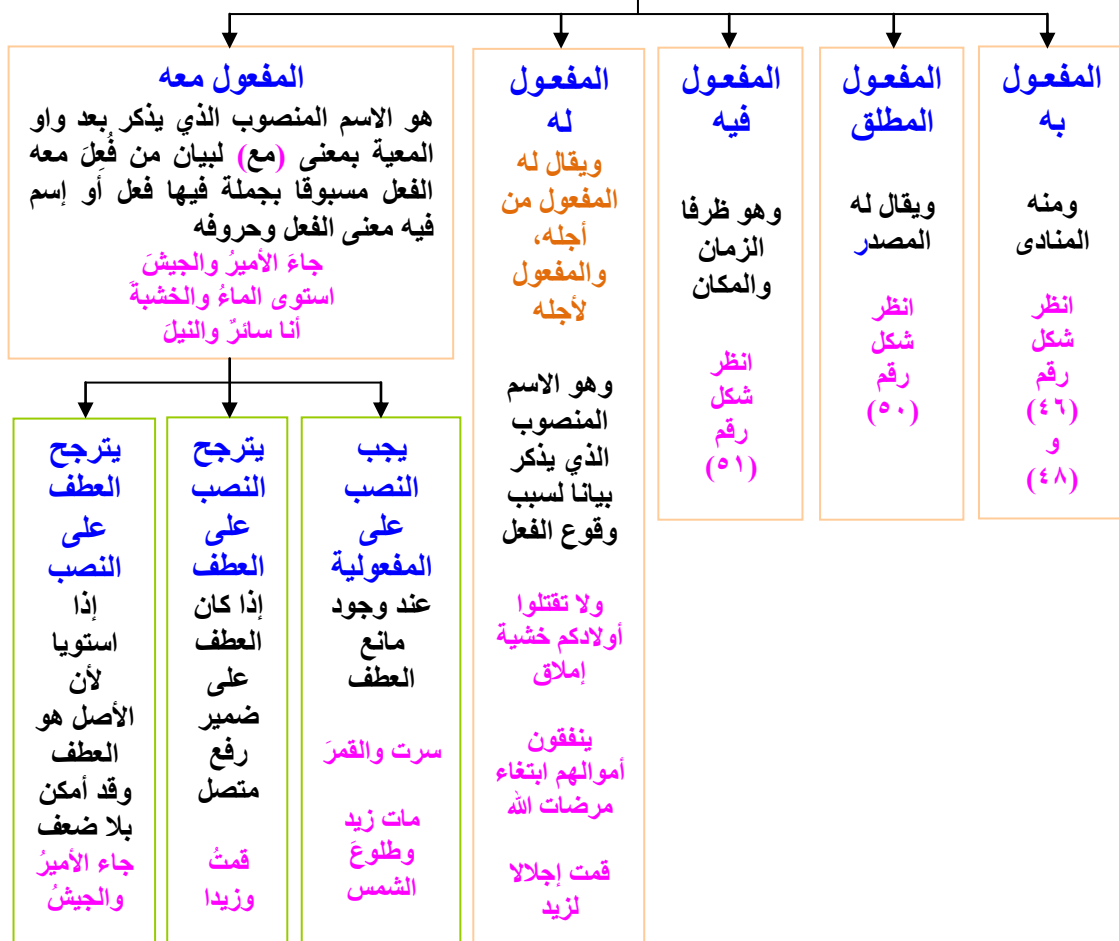 المفعول
به
ومنه
المنادى
انظر
شكل
رقم
(٤٦)
و
(٤٨)
المفعول
المطلق
ويقال له
المصدر
انظر
شكل
رقم
(٥٠)
المفعول
فيه
وهو ظرفا
الزمان
والمكان
انظر
شكل
رقم
(٥١)
المفعول
له
ويقال له
المفعول من
أجله،
والمفعول
لأجله
وهو الاسم
المنصوب
الذي يذكر
بيانا لسبب
وقوع الفعل
ولا تقتلوا
أولادكم خشية
إملاق
ينفقون
أموالهم ابتغاء
مرضات الله
قمت إجلالا
لزيد
المفعول معه
هو الاسم المنصوب الذي يذكر بعد واو
المعية بمعنى (مع) لبيان من فُعِلَ معه
الفعل مسبوقا بجملة فيها فعل أو إسم
فيه معنى الفعل وحروفه
جاءَ الأميرُ والجيشَ
استوى الماءُ والخشبةَ
أنا سائرٌ والنيلَ
يجب
النصب
على
المفعولية
عند وجود
مانع
العطف
سرت والقمرَ
مات زيد
وطلوعَ
الشمس
يترجح
النصب
على
العطف
إذا كان
العطف
على
ضمير
رفع
متصل
قمتُ
وزيدا
يترجح
العطف
على
النصب
إذا
استويا
لأن
الأصل هو
العطف
وقد أمكن
بلا ضعف
جاء الأميرُ
والجيشُ